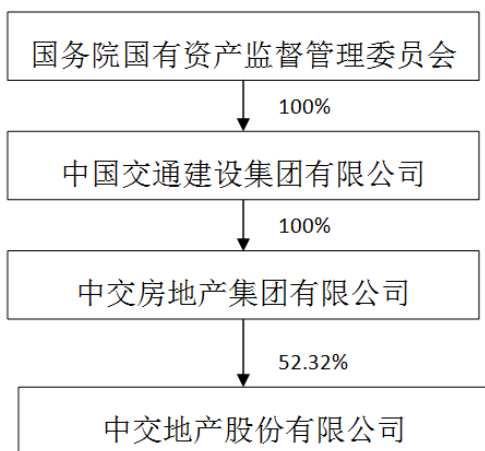 国务院国有资产监督管理委员会
100%
中国交通建设集团有限公司
100%
中交房地产集团有限公司
52.32%
中交地产股份有限公司